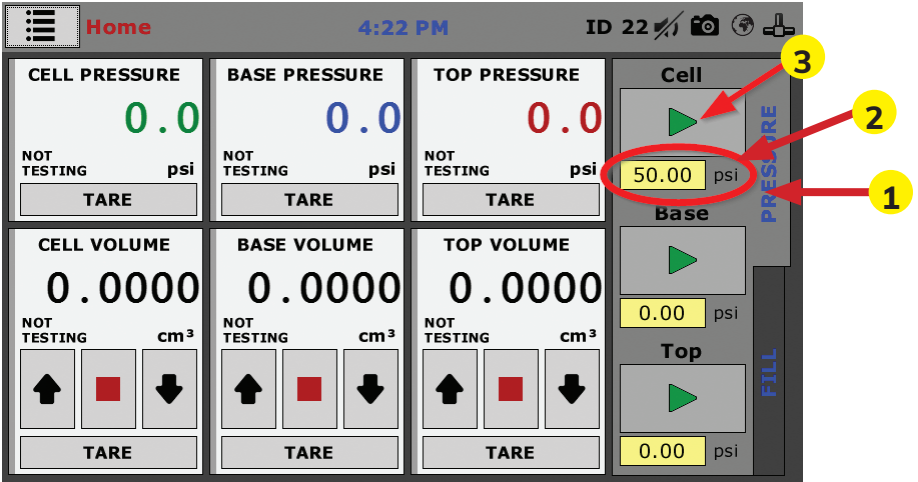 Home 4:22 PM ID 22
CELL PRESSURE
0.0
NOT
TESTING psi
TARE
BASE PRESSURE
0.0
NOT
TESTING psi
TARE
TOP PRESSURE
0.0
NOT
TESTING psi
TARE
CELL VOLUME
0.0000
NOT
TESTING cm³
TARE
BASE VOLUME
0.0000
NOT
TESTING cm³
TARE
TOP VOLUME
0.0000
NOT
TESTING cm³
TARE
Cell
50.00 psi
Base
0.00 psi
Top
0.00 psi
PRESSURE
FILL
3
2
1